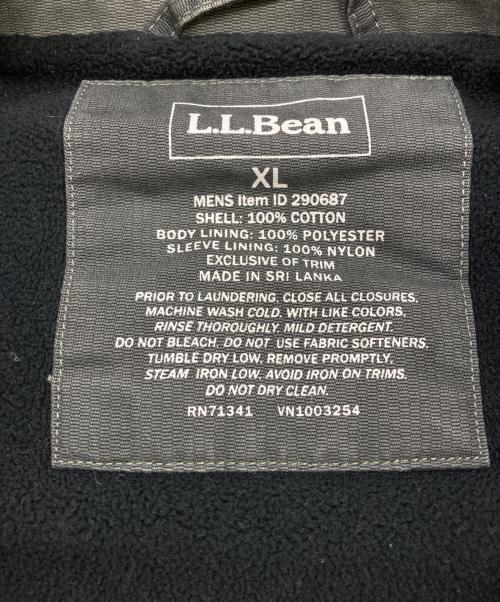 L.L.Bean
XL
MENS Item ID 290687
SHELL: 100% COTTON
BODY LINING: 100% POLYESTER
SLEEVE LINING: 100% NYLON
EXCLUSIVE OF TRIM
MADE IN SRI LANKA
PRIOR TO LAUNDERING, CLOSE ALL CLOSURES.
MACHINE WASH COLD, WITH LIKE COLORS,
RINSE THOROUGHLY. MILD DETERGENT.
DO NOT BLEACH. DO NOT USE FABRIC SOFTENERS.
TUMBLE DRY LOW, REMOVE PROMPTLY.
STEAM IRON LOW. AVOID IRON ON TRIMS.
DO NOT DRY CLEAN.
RN71341 VN1003254